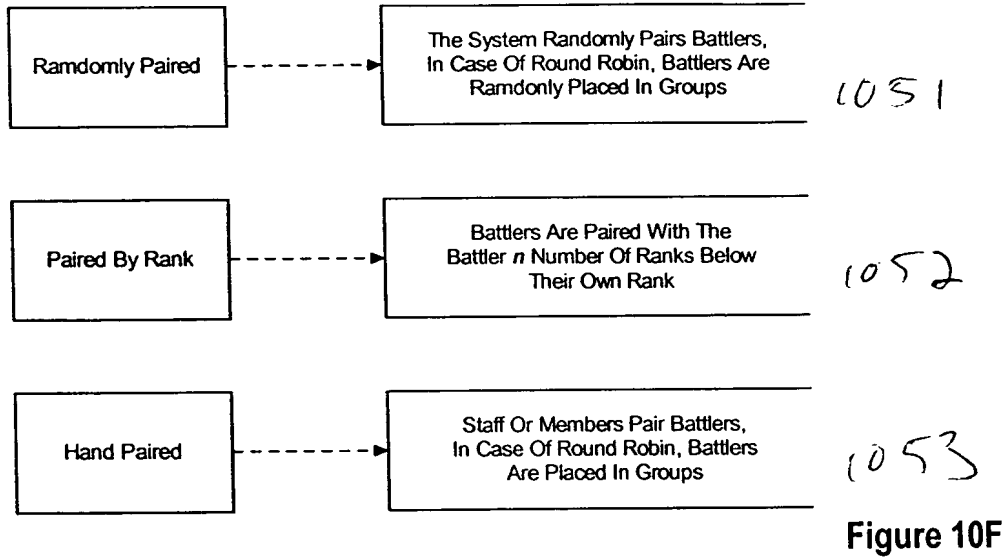 Ramdomly Paired
The System Randomly Pairs Battlers,
In Case Of Round Robin, Battlers Are
Ramdonly Placed In Groups
1051
Paired By Rank
Battlers Are Paired With The
Battler n Number Of Ranks Below
Their Own Rank
1052
Hand Paired
Staff Or Members Pair Battlers,
In Case Of Round Robin, Battlers
Are Placed In Groups
1053
Figure 10F